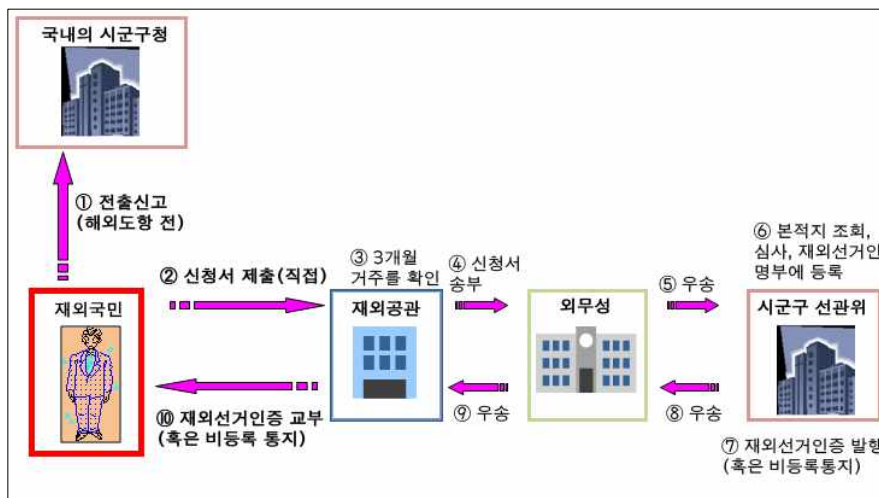 국내의 시군구청
① 전출신고
(해외도항 전)
② 신청서 제출(직접)
③ 3개월
거주를 확인
④ 신청서
송부
⑤ 우송
⑥ 본적지 조회,
심사, 재외선거인
명부에 등록
재외국민
재외공관
외무성
시군구 선관위
⑩ 재외선거인증 교부
(혹은 비등록 통지)
⑨ 우송
⑧ 우송
⑦ 재외선거인증 발행
(혹은 비등록통지)